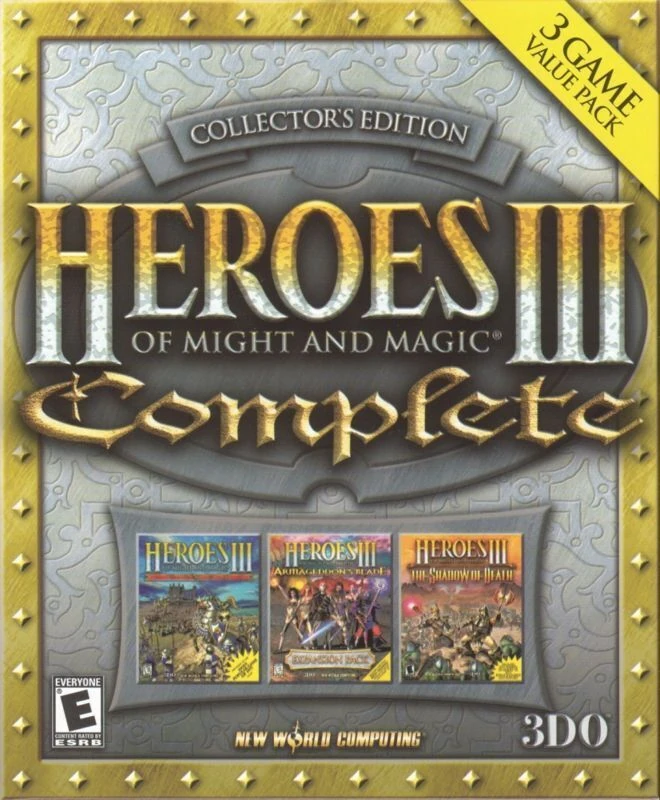 3 GAME
VALUE PACK
COLLECTOR'S EDITION
HEROES III
OF MIGHT AND MAGIC®
Complete
HEROES III
HEROES III
ARMAGEDDON'S BLADE
EXPANSION PACK
HEROES III
THE SHADOW OF DEATH
EVERYONE
E
CONTENT RATED BY
ESRB
NEW WORLD COMPUTING
3DO